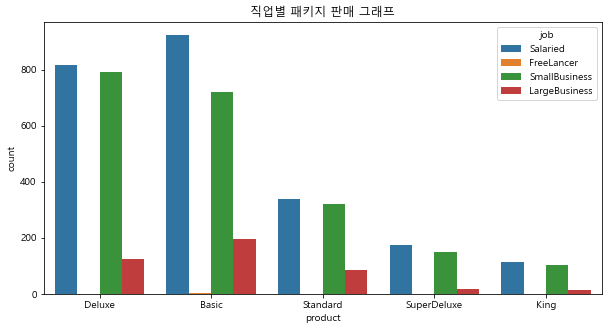 직업별 패키지 판매 그래프
job
Salaried
FreeLancer
SmallBusiness
LargeBusiness
count
800
600
400
200
0
Deluxe
Basic
Standard
SuperDeluxe
King
product